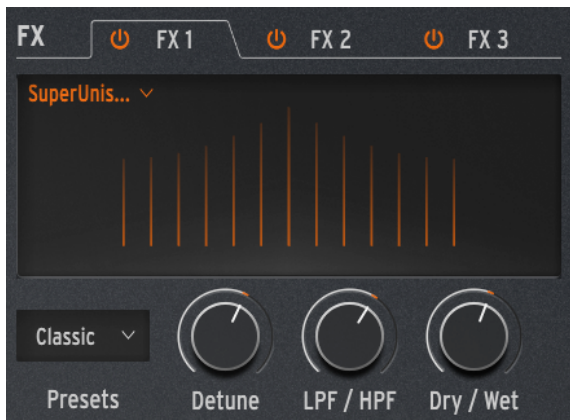 FX FX 1 FX 2 FX 3
SuperUnis...
Classic
Presets Detune LPF / HPF Dry / Wet